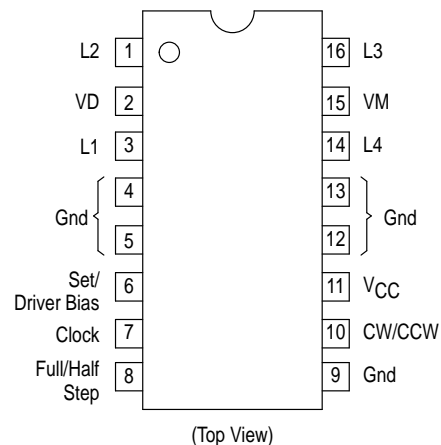 L2 1 16 L3
VD 2 15 VM
L1 3 14 L4
4 13
Gnd Gnd
5 12
Set/
Driver Bias 6 11 VCC
Clock 7 10 CW/CCW
Full/Half
Step 8 9 Gnd
(Top View)